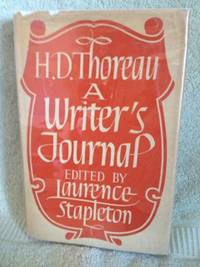 H.D. Thoreau
A
Writer's
Journal
EDITED BY
Laurence
Stapleton